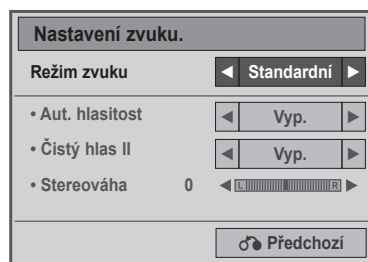 Nastavení zvuku.
Režim zvuku ◀ Standardní ▶
• Aut. hlasitost ◀ Vyp. ▶
• Čistý hlas II ◀ Vyp. ▶
• Stereováha 0 ◀ L R ▶
Předchozí